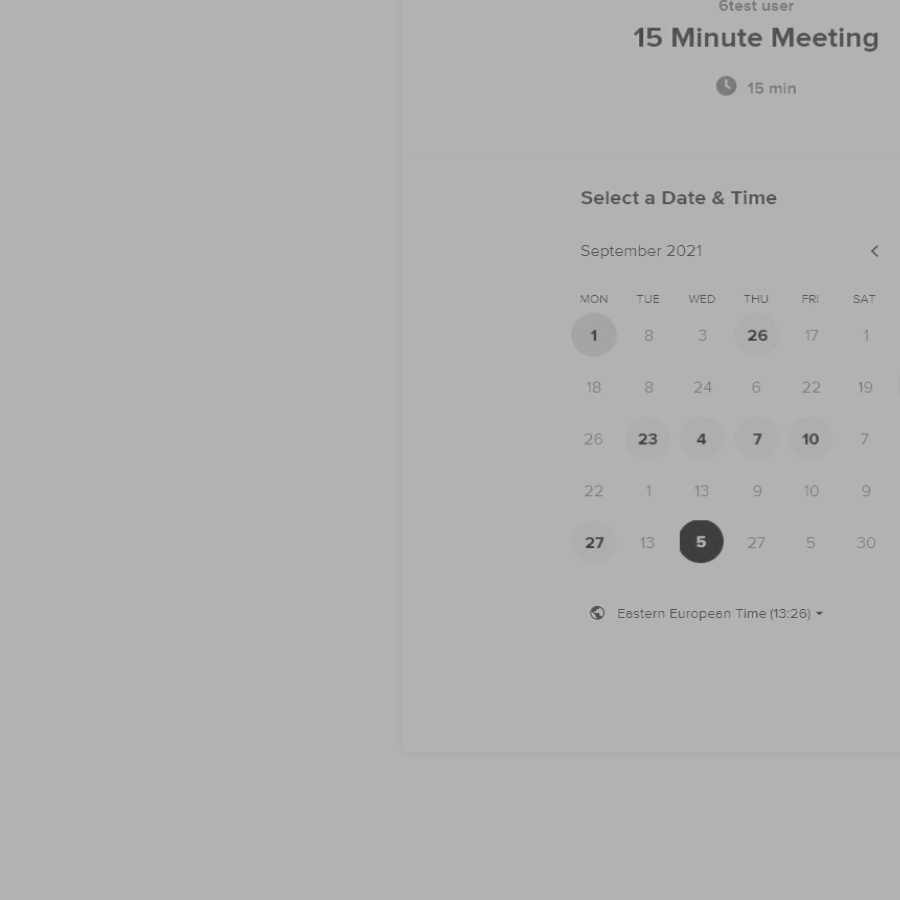 6test user
15 Minute Meeting
15 min
Select a Date & Time
September 2021
MON TUE WED THU FRI SAT
1 8 3 26 17 1
18 8 24 6 22 19
26 23 4 7 10 7
22 1 13 9 10 9
27 13 5 27 5 30
Eastern European Time (13:26)